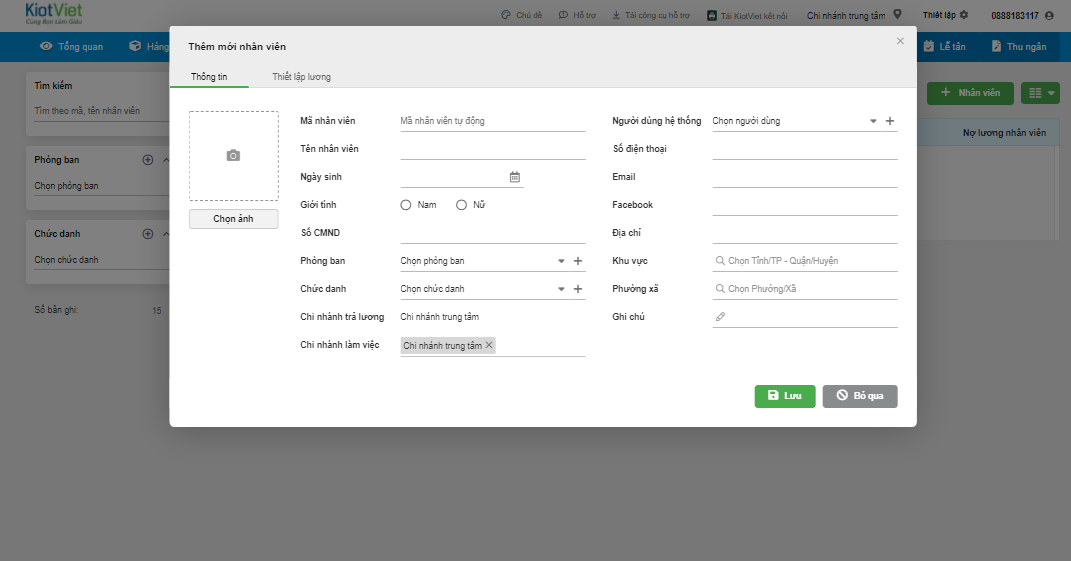 KiotViet
Cùng Bạn Làm Giàu
Chủ đề
Hỗ trợ
Tải công cụ hỗ trợ
Tải KiotViet kết nối
Chi nhánh trung tâm
Thiết lập
0888183117
Tổng quan
Hàng
Lễ tân
Thu ngân
Tìm kiếm
Tìm theo mã, tên nhân viên
Phòng ban
Chọn phòng ban
Chức danh
Chọn chức danh
Số bản ghi: 15
Nhân viên
Nợ lương nhân viên
Thêm mới nhân viên
Thông tin
Thiết lập lương
Chọn ảnh
Mã nhân viên
Mã nhân viên tự động
Tên nhân viên
Ngày sinh
Giới tính
Nam
Nữ
Số CMND
Phòng ban
Chọn phòng ban
Chức danh
Chọn chức danh
Chi nhánh trả lương
Chi nhánh trung tâm
Chi nhánh làm việc
Chi nhánh trung tâm
Người dùng hệ thống
Chọn người dùng
Số điện thoại
Email
Facebook
Địa chỉ
Khu vực
Chọn Tỉnh/TP - Quận/Huyện
Phường xã
Chọn Phường/Xã
Ghi chú
Lưu
Bỏ qua